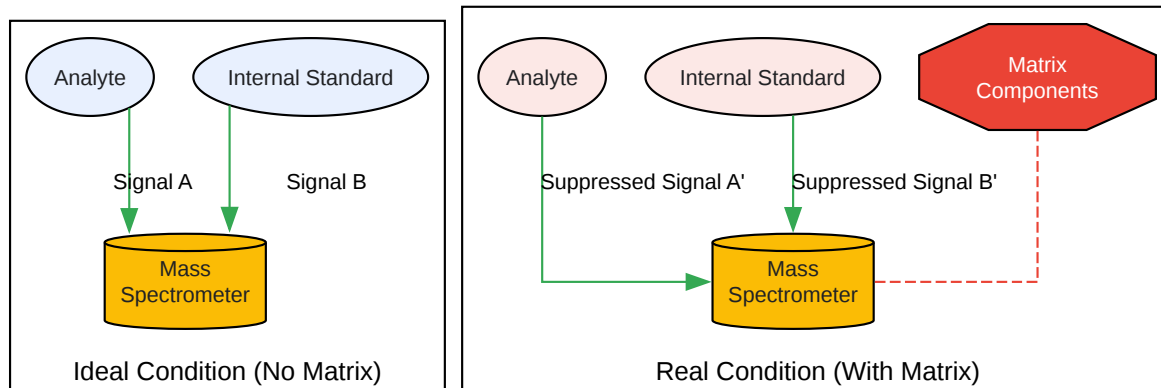 Analyte
Internal Standard
Signal A
Signal B
Mass
Spectrometer
Ideal Condition (No Matrix)
Analyte
Internal Standard
Matrix
Components
Suppressed Signal A'
Suppressed Signal B'
Mass
Spectrometer
Real Condition (With Matrix)